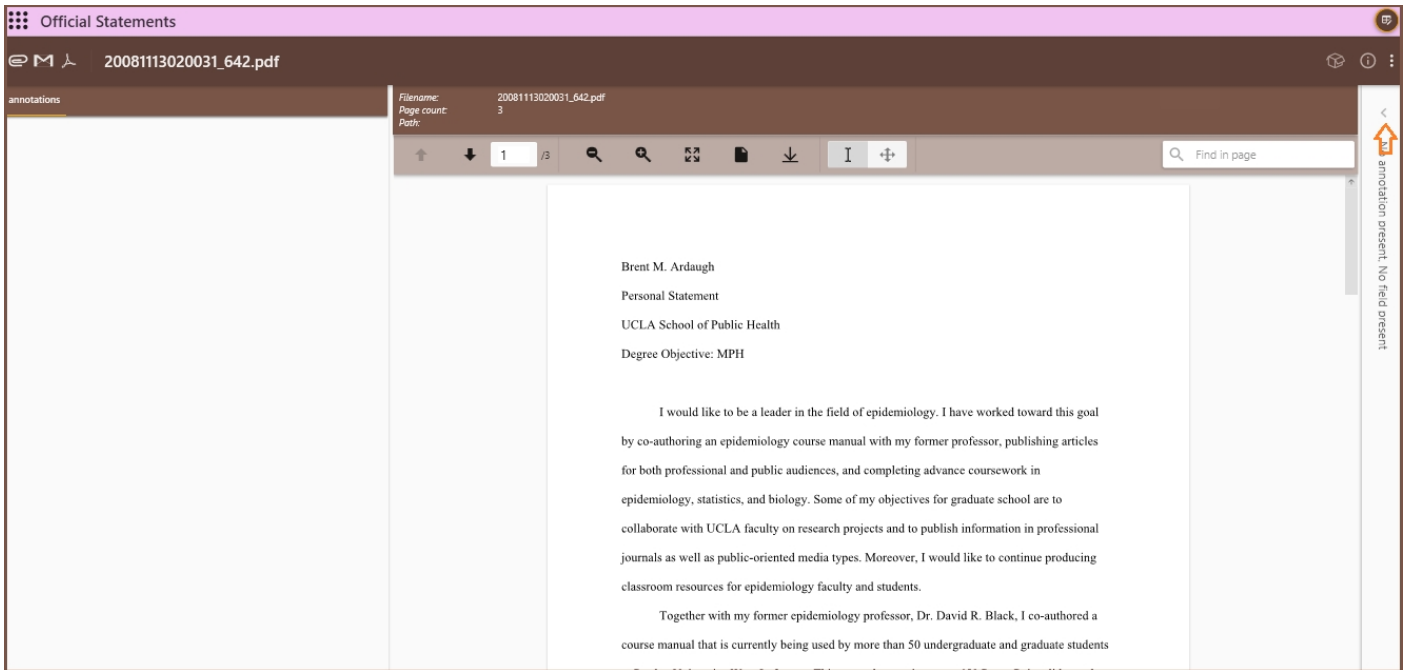 Official Statements
20081113020031_642.pdf
annotations
Filename: 20081113020031_642.pdf
Page count: 3
Path:
1 /3
Find in page
annotation present. No field present
Brent M. Ardaugh
Personal Statement
UCLA School of Public Health
Degree Objective: MPH
I would like to be a leader in the field of epidemiology. I have worked toward this goal
by co-authoring an epidemiology course manual with my former professor, publishing articles
for both professional and public audiences, and completing advance coursework in
epidemiology, statistics, and biology. Some of my objectives for graduate school are to
collaborate with UCLA faculty on research projects and to publish information in professional
journals as well as public-oriented media types. Moreover, I would like to continue producing
classroom resources for epidemiology faculty and students.
Together with my former epidemiology professor, Dr. David R. Black, I co-authored a
course manual that is currently being used by more than 50 undergraduate and graduate students